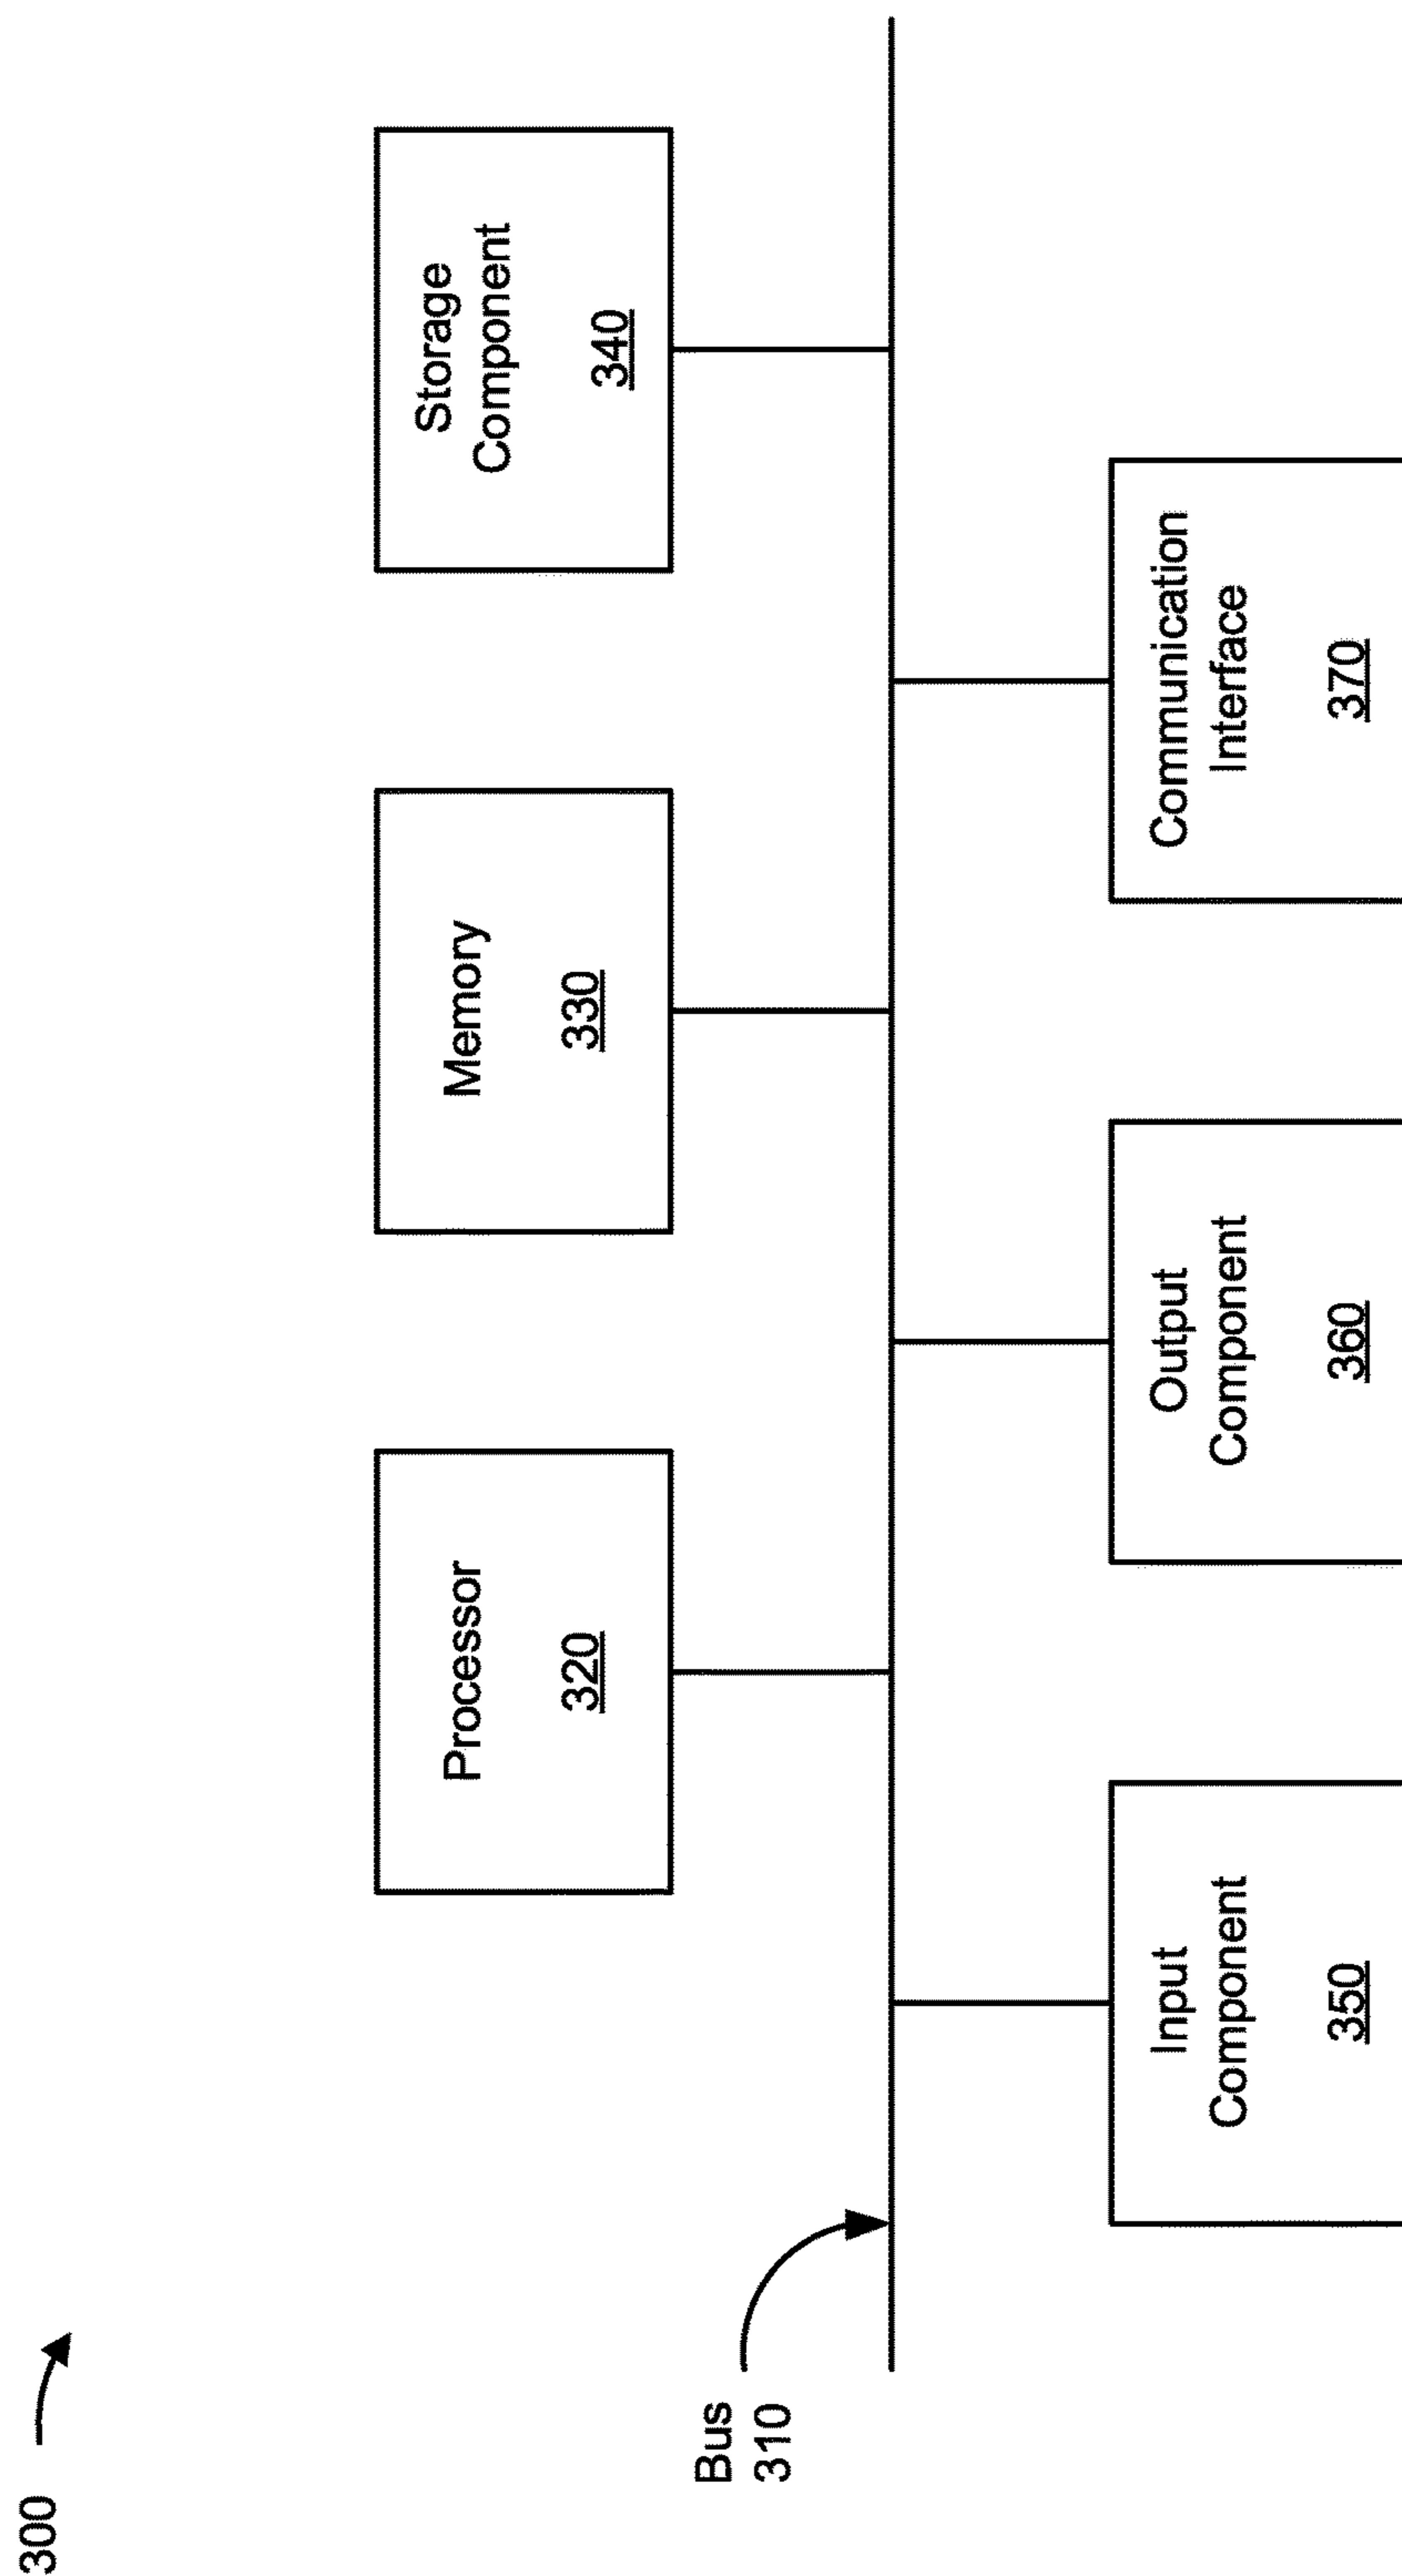 300
Processor
320
Memory
330
Storage
Component
340
Bus
310
Input
Component
350
Output
Component
360
Communication
Interface
370